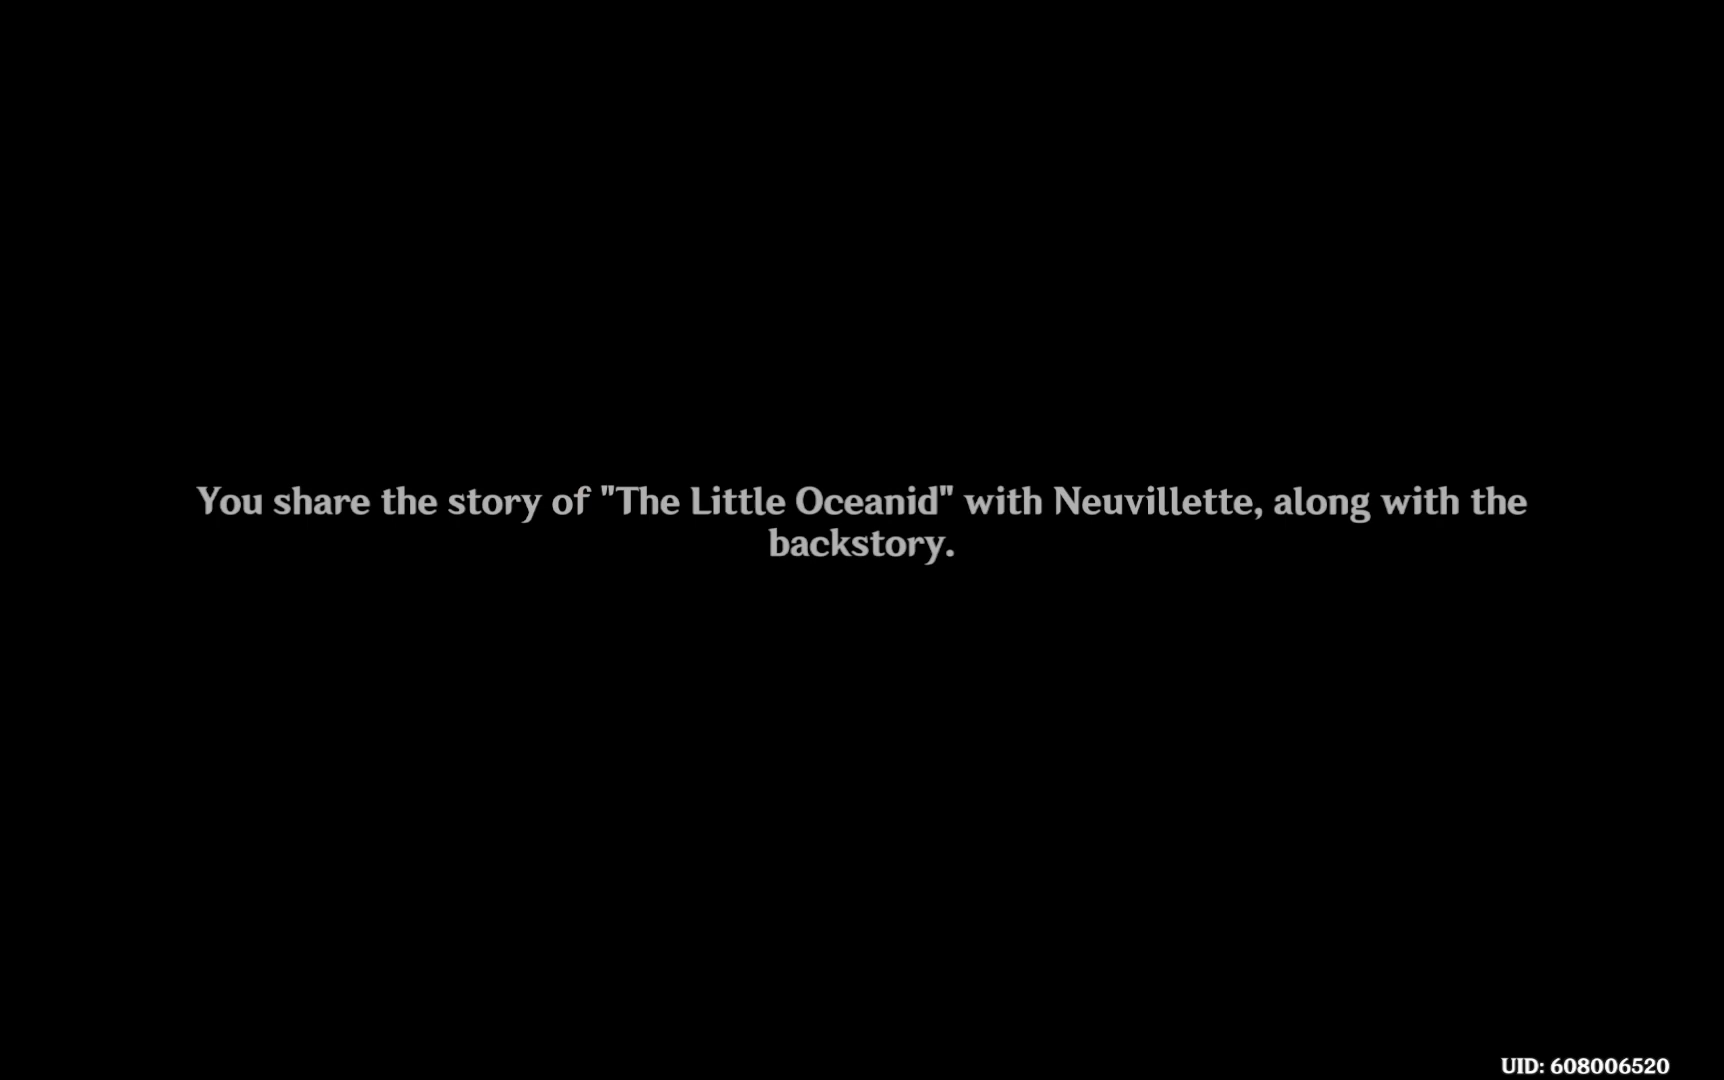 You share the story of "The Little Oceanid" with Neuvillette, along with the
backstory.
UID: 608006520